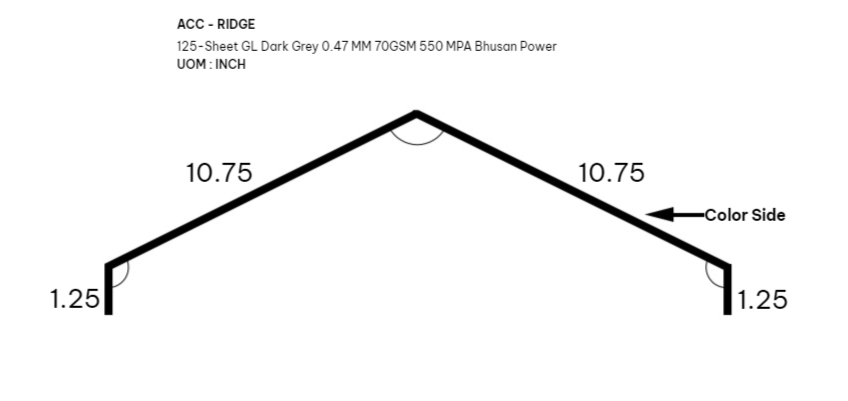 ACC - RIDGE
125-Sheet GL Dark Grey 0.47 MM 70GSM 550 MPA Bhusan Power
UOM : INCH
10.75
10.75
Color Side
1.25
1.25